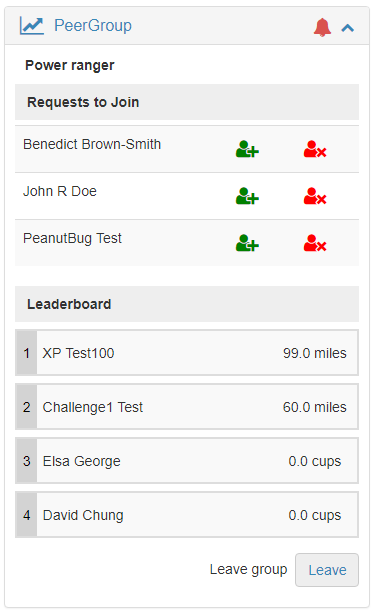 PeerGroup
Power ranger
Requests to Join
Benedict Brown-Smith
John R Doe
PeanutBug Test
Leaderboard
1 XP Test100 99.0 miles
2 Challenge1 Test 60.0 miles
3 Elsa George 0.0 cups
4 David Chung 0.0 cups
Leave group Leave